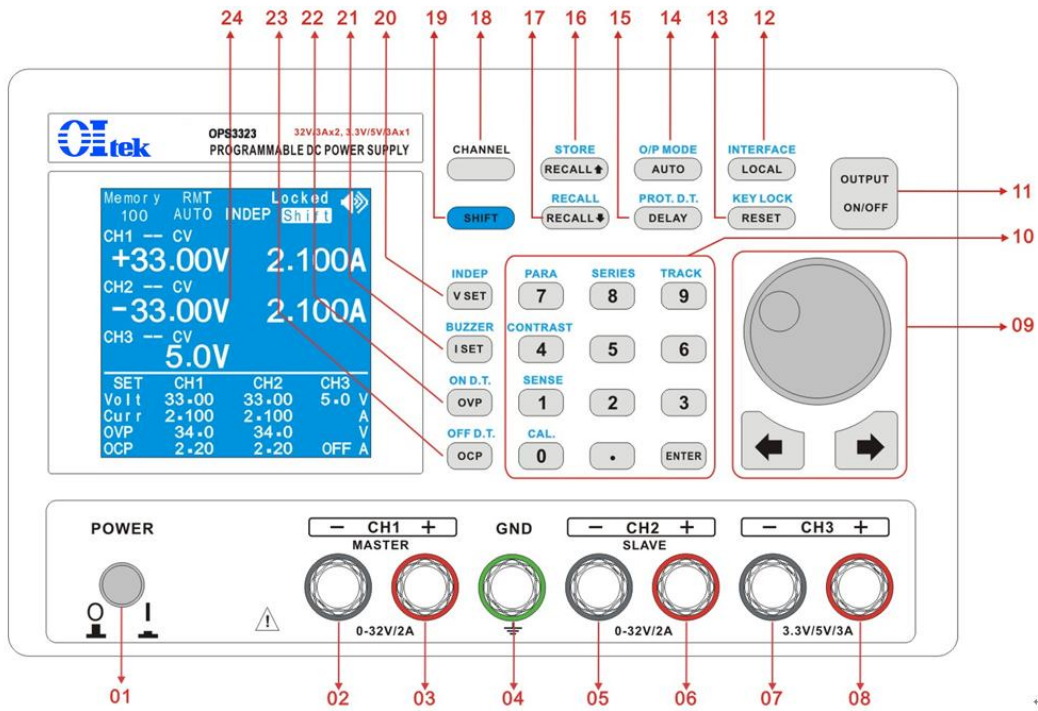 24 23 22 21 20 19 18 17 16 15 14 13 12
OItek
OPS3323 32V/3Ax2, 3.3V/5V/3Ax1
PROGRAMMABLE DC POWER SUPPLY
Memory RMT Locked
100 AUTO INDEP Shift
CH1 -- CV
+33.00V 2.100A
CH2 -- CV
-33.00V 2.100A
CH3 -- CV
5.0V
SET CH1 CH2 CH3
Volt 33.00 33.00 5.0 V
Curr 2.100 2.100 A
OVP 34.0 34.0 V
OCP 2.20 2.20 OFF A
CHANNEL STORE O/P MODE INTERFACE
RECALL AUTO LOCAL
RECALL PROT. D.T. KEY LOCK
SHIFT RECALL DELAY RESET
OUTPUT
ON/OFF
11
10
INDEP PARA SERIES TRACK
V SET 7 8 9
BUZZER CONTRAST
I SET 4 5 6
09
ON D.T. SENSE
OVP 1 2 3
OFF D.T. CAL.
OCP 0 . ENTER
POWER
O I
− CH1 + GND − CH2 + − CH3 +
MASTER SLAVE
0-32V/2A 0-32V/2A 3.3V/5V/3A
01 02 03 04 05 06 07 08